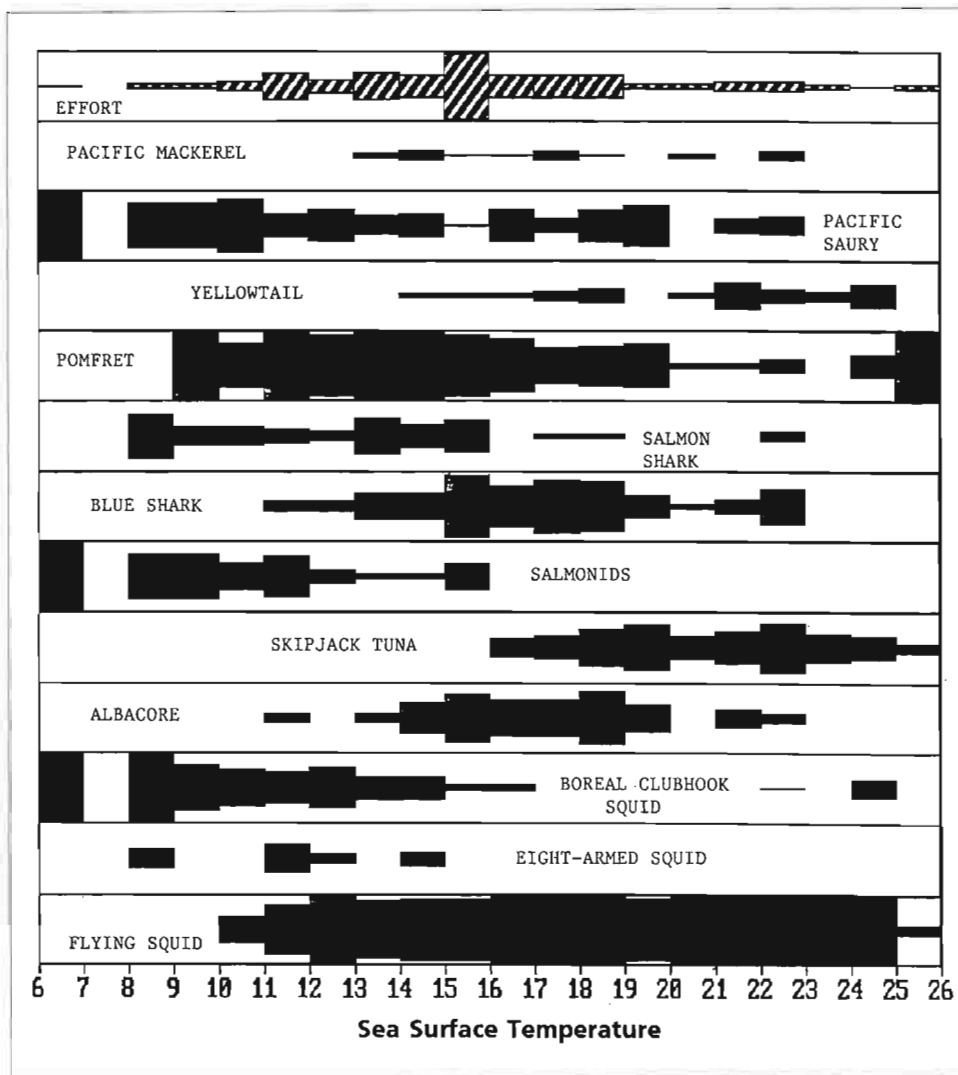 EFFORT
PACIFIC MACKEREL
PACIFIC
SAURY
YELLOWTAIL
POMFRET
SALMON
SHARK
BLUE SHARK
SALMONIDS
SKIPJACK TUNA
ALBACORE
BOREAL CLUBHOOK
SQUID
EIGHT-ARMED SQUID
FLYING SQUID
6 7 8 9 10 11 12 13 14 15 16 17 18 19 20 21 22 23 24 25 26
Sea Surface Temperature